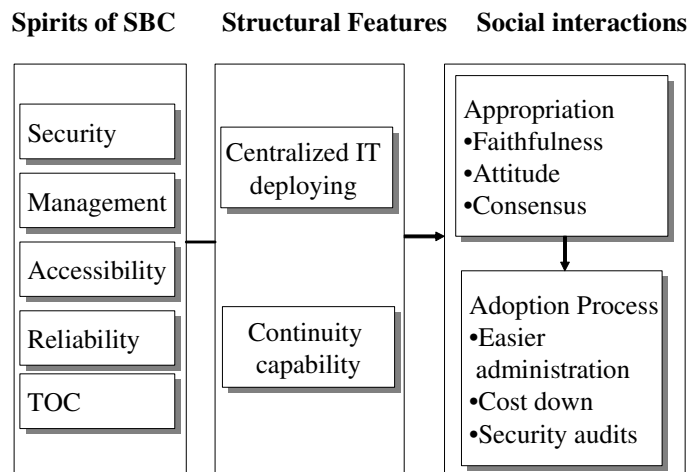 Spirits of SBC
Structural Features
Social interactions
Security
Management
Accessibility
Reliability
TOC
Centralized IT
deploying
Continuity
capability
Appropriation
•Faithfulness
•Attitude
•Consensus
Adoption Process
•Easier
administration
•Cost down
•Security audits